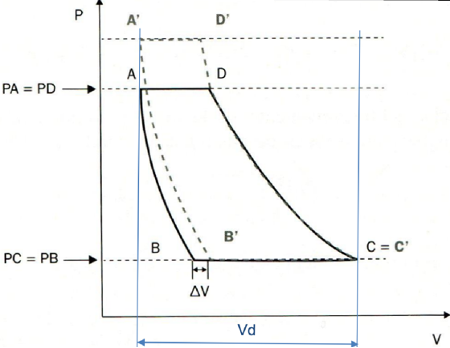 P
A'
D'
A
D
PA = PD
B
B'
C = C'
PC = PB
ΔV
Vd
V